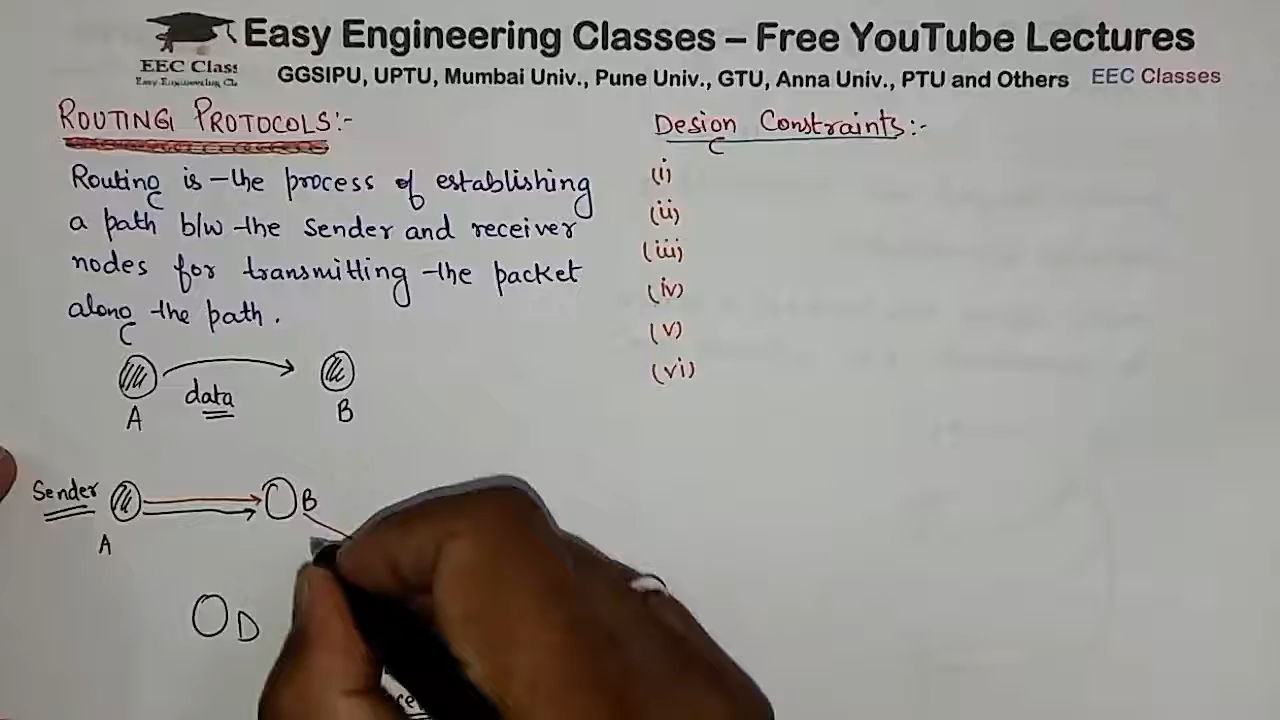 Easy Engineering Classes – Free YouTube Lectures
EEC Class
GGSIPU, UPTU, Mumbai Univ., Pune Univ., GTU, Anna Univ., PTU and Others
EEC Classes
ROUTING PROTOCOLS:-
Routing is the process of establishing
a path b/w the sender and receiver
nodes for transmitting the packet
along the path.
A
data
B
Sender
A
B
D
Design Constraints:-
(i)
(ii)
(iii)
(iv)
(v)
(vi)